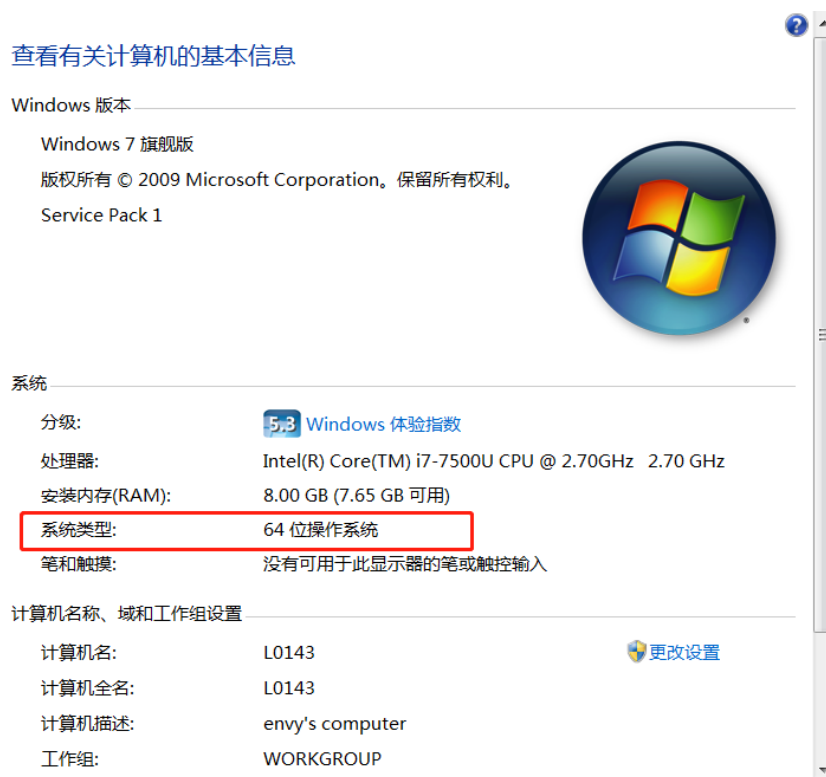 查看有关计算机的基本信息
Windows 版本
Windows 7 旗舰版
版权所有 © 2009 Microsoft Corporation。保留所有权利。
Service Pack 1
系统
分级: 5.3 Windows 体验指数
处理器: Intel(R) Core(TM) i7-7500U CPU @ 2.70GHz 2.70 GHz
安装内存(RAM): 8.00 GB (7.65 GB 可用)
系统类型: 64 位操作系统
笔和触摸: 没有可用于此显示器的笔或触控输入
计算机名称、域和工作组设置
计算机名: L0143 更改设置
计算机全名: L0143
计算机描述: envy's computer
工作组: WORKGROUP